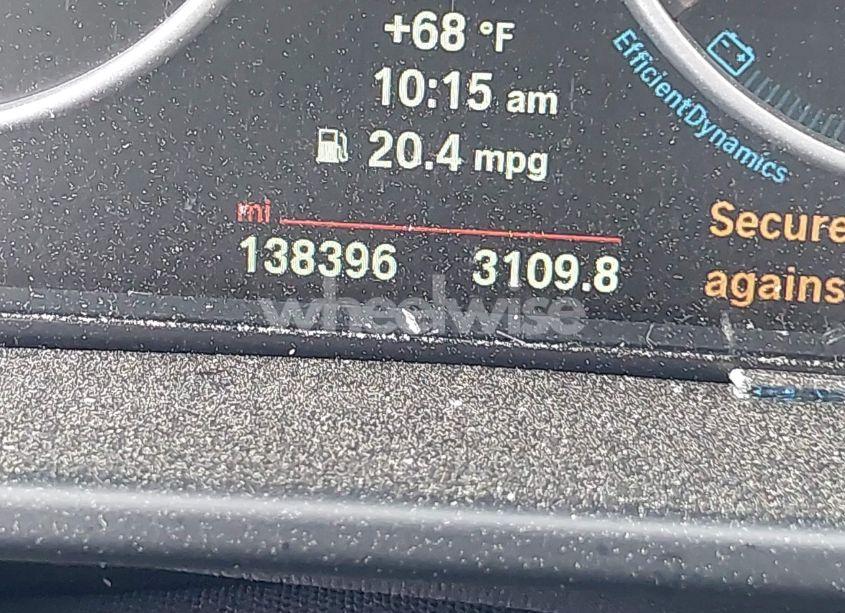 +68 °F
10:15 am
20.4 mpg
EfficientDynamics
mi
138396 3109.8
Secure
agains
wheelwise